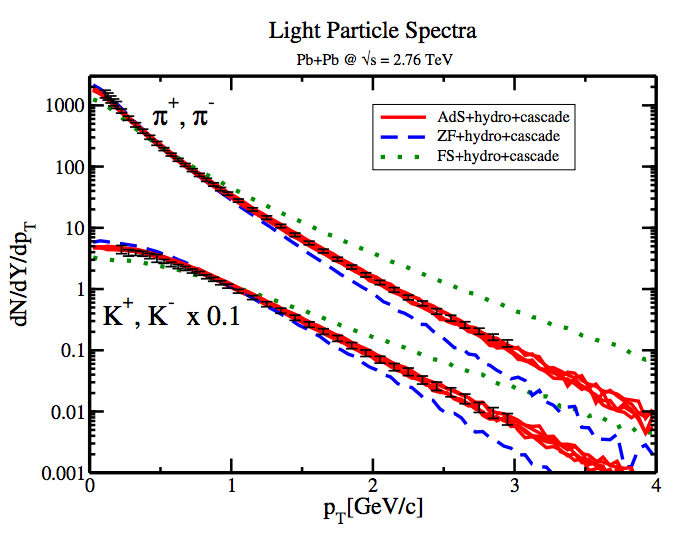 Light Particle Spectra
Pb+Pb @ √s = 2.76 TeV
1000
100
10
1
0.1
0.01
0.001
dN/dY/dp_T
π⁺, π⁻
K⁺, K⁻ x 0.1
AdS+hydro+cascade
ZF+hydro+cascade
FS+hydro+cascade
0 1 2 3 4
p_T[GeV/c]